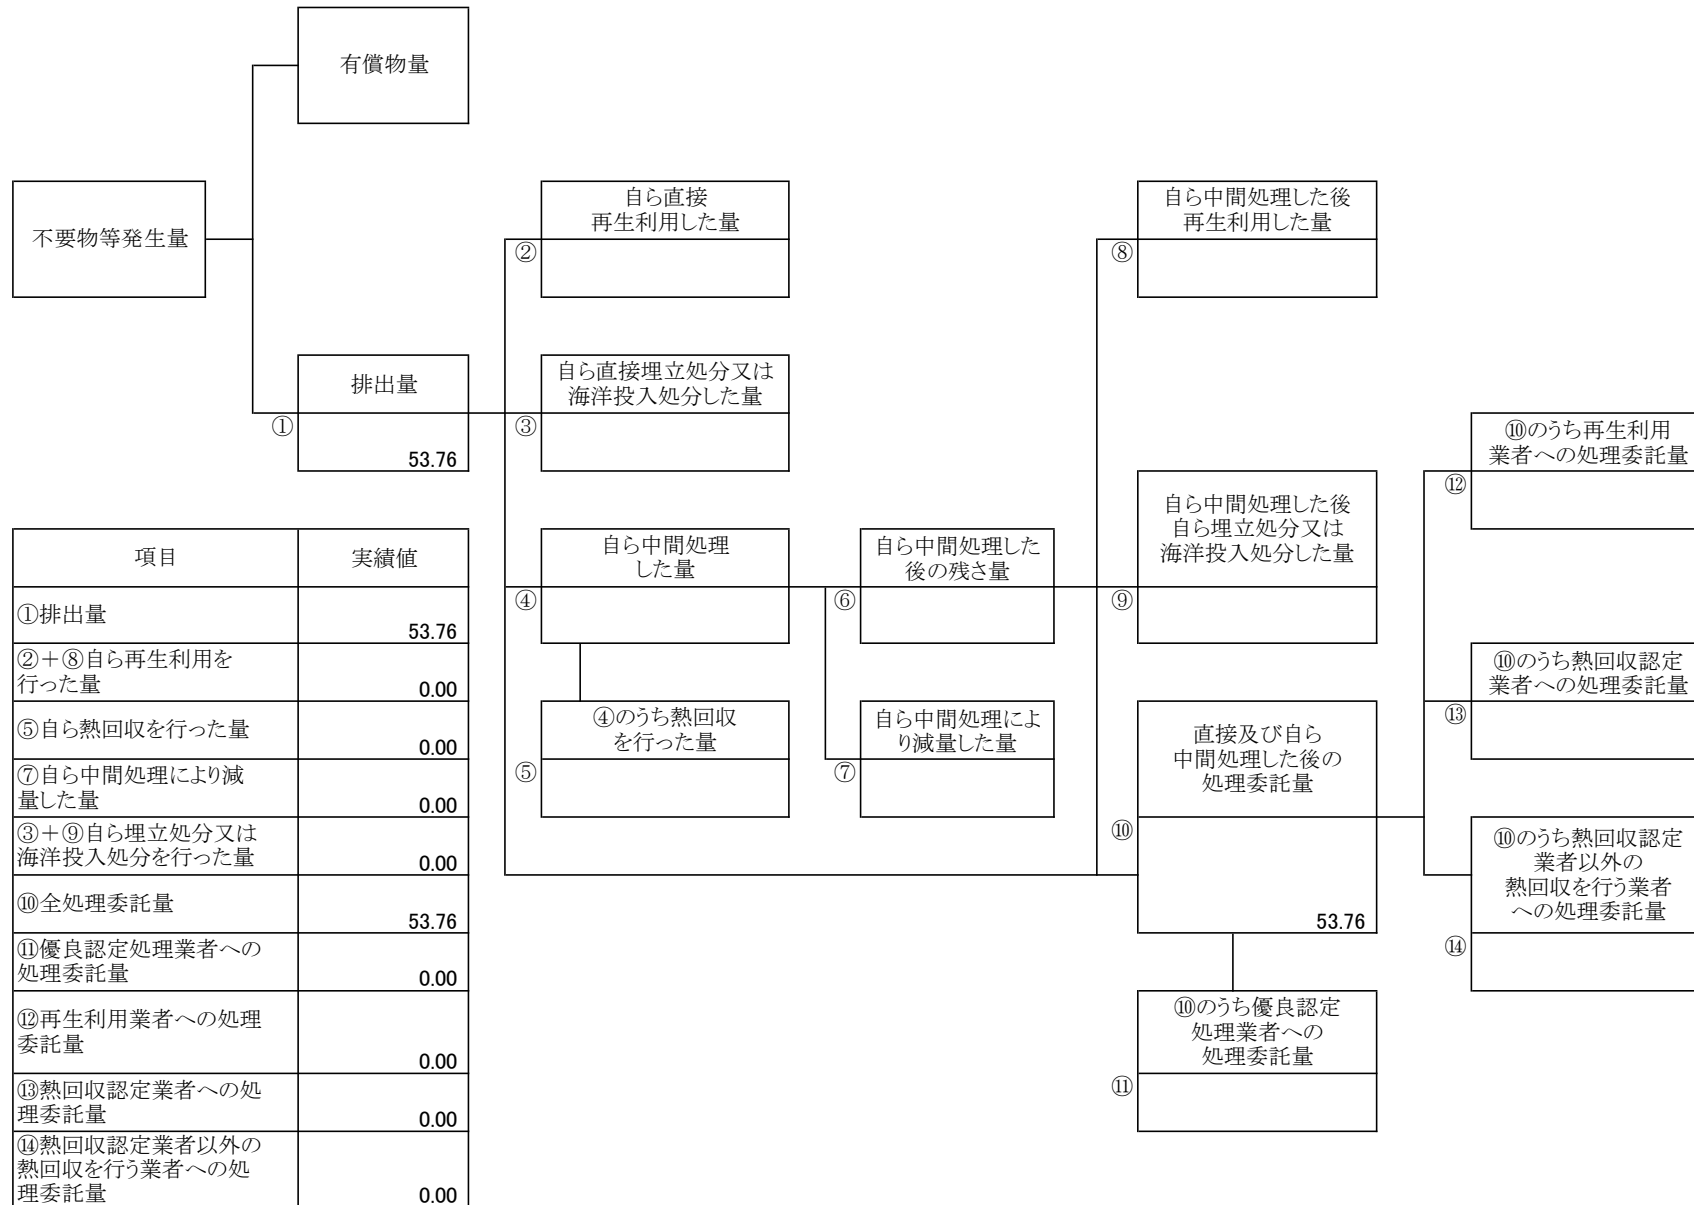 有償物量
不要物等発生量
自ら直接
再生利用した量
②
自ら中間処理した後
再生利用した量
⑧
排出量
①
53.76
自ら直接埋立処分又は
海洋投入処分した量
③
⑩のうち再生利用
業者への処理委託量
⑫
自ら中間処理した後
自ら埋立処分又は
海洋投入処分した量
⑨
自ら中間処理
した量
④
自ら中間処理した
後の残さ量
⑥
④のうち熱回収
を行った量
⑤
自ら中間処理によ
り減量した量
⑦
直接及び自ら
中間処理した後の
処理委託量
⑩
53.76
⑩のうち熱回収認定
業者への処理委託量
⑬
⑩のうち熱回収認定
業者以外の
熱回収を行う業者
への処理委託量
⑭
⑩のうち優良認定
処理業者への
処理委託量
⑪
項目 実績値
①排出量
53.76
②+⑧自ら再生利用を
行った量 0.00
⑤自ら熱回収を行った量
0.00
⑦自ら中間処理により減
量した量 0.00
③+⑨自ら埋立処分又は
海洋投入処分を行った量 0.00
⑩全処理委託量
53.76
⑪優良認定処理業者への
処理委託量 0.00
⑫再生利用業者への処理
委託量
0.00
⑬熱回収認定業者への処
理委託量 0.00
⑭熱回収認定業者以外の
熱回収を行う業者への処
理委託量 0.00